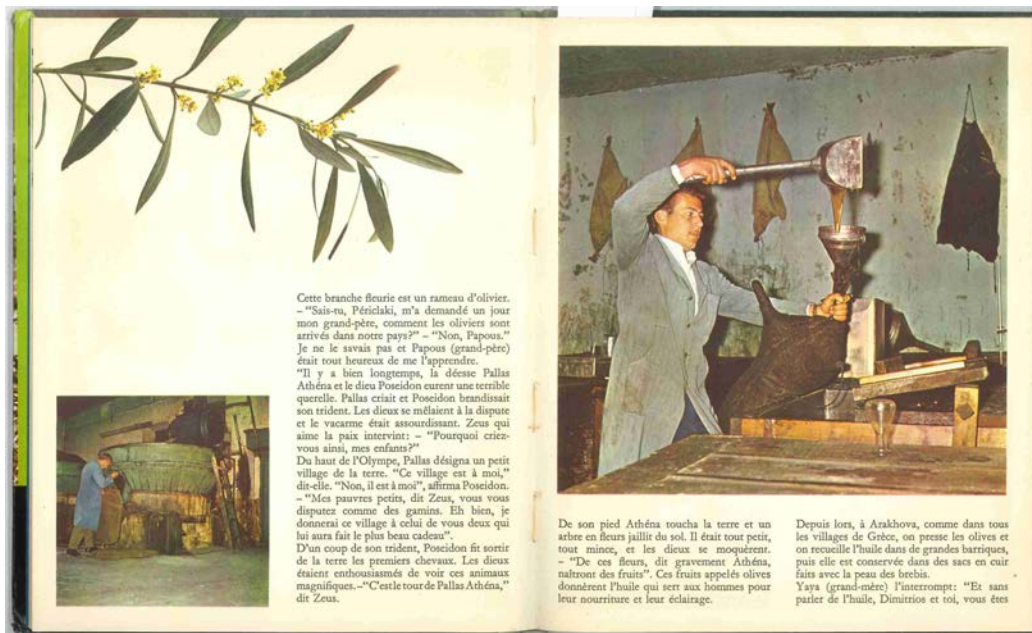 Cette branche fleurie est un rameau d'olivier.
– "Sais-tu, Périclaki, m'a demandé un jour
mon grand-père, comment les oliviers sont
arrivés dans notre pays?" – "Non, Papous."
Je ne le savais pas et Papous (grand-père)
était tout heureux de me l'apprendre.
"Il y a bien longtemps, la déesse Pallas
Athéna et le dieu Poseidon eurent une terrible
querelle. Pallas criait et Poseidon brandissait
son trident. Les dieux se mêlaient à la dispute
et le vacarme était assourdissant. Zeus qui
aime la paix intervint: – "Pourquoi criez-
vous ainsi, mes enfants?"
Du haut de l'Olympe, Pallas désigna un petit
village de la terre. "Ce village est à moi,"
dit-elle. "Non, il est à moi", affirma Poseidon.
– "Mes pauvres petits, dit Zeus, vous vous
disputez comme des gamins. Eh bien, je
donnerai ce village à celui de vous deux qui
lui aura fait le plus beau cadeau".
D'un coup de son trident, Poseidon fit sortir
de la terre les premiers chevaux. Les dieux
étaient enthousiasmés de voir ces animaux
magnifiques. –"C'est le tour de Pallas Athéna,"
dit Zeus.
De son pied Athéna toucha la terre et un
arbre en fleurs jaillit du sol. Il était tout petit,
tout mince, et les dieux se moquèrent.
– "De ces fleurs, dit gravement Athéna,
naîtront des fruits". Ces fruits appelés olives
donnèrent l'huile qui sert aux hommes pour
leur nourriture et leur éclairage.
Depuis lors, à Arakhova, comme dans tous
les villages de Grèce, on presse les olives et
on recueille l'huile dans de grandes barriques,
puis elle est conservée dans des sacs en cuir
faits avec la peau des brebis.
Yaya (grand-mère) l'interrompt: "Et sans
parler de l'huile, Dimitrios et toi, vous êtes